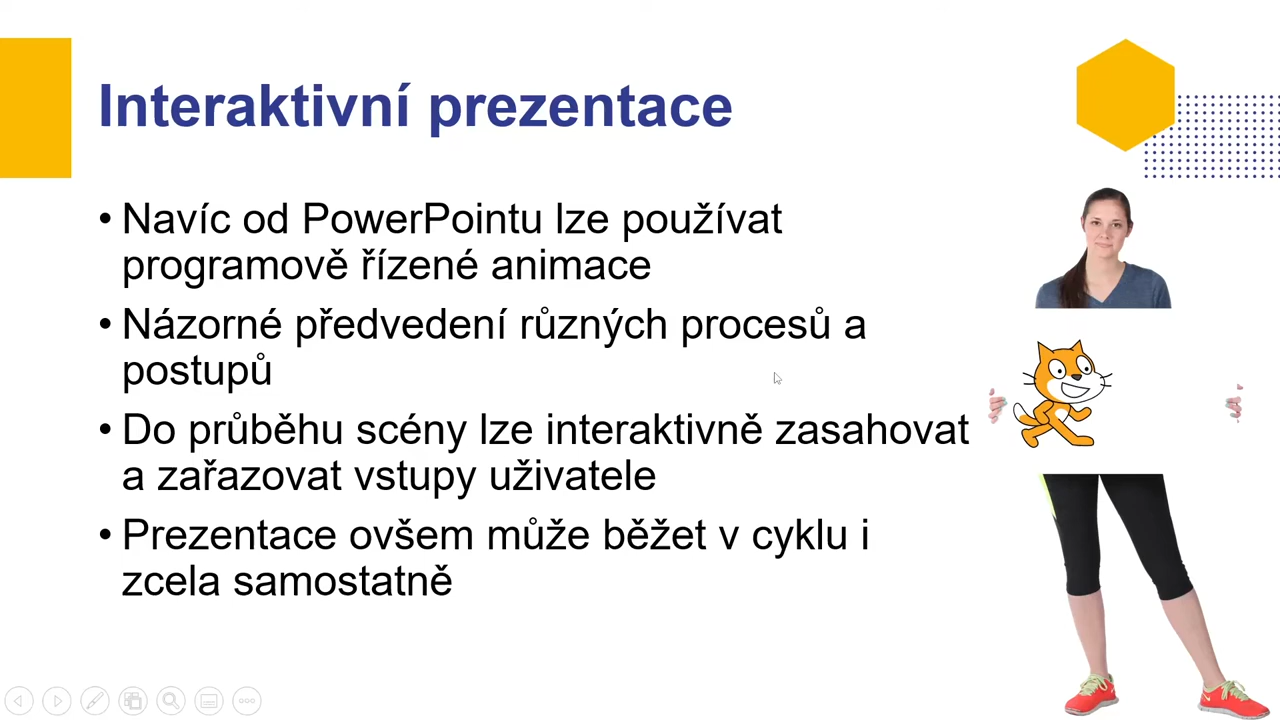 Interaktivní prezentace
• Navíc od PowerPointu lze používat
programově řízené animace
• Názorné předvedení různých procesů a
postupů
• Do průběhu scény lze interaktivně zasahovat
a zařazovat vstupy uživatele
• Prezentace ovšem může běžet v cyklu i
zcela samostatně